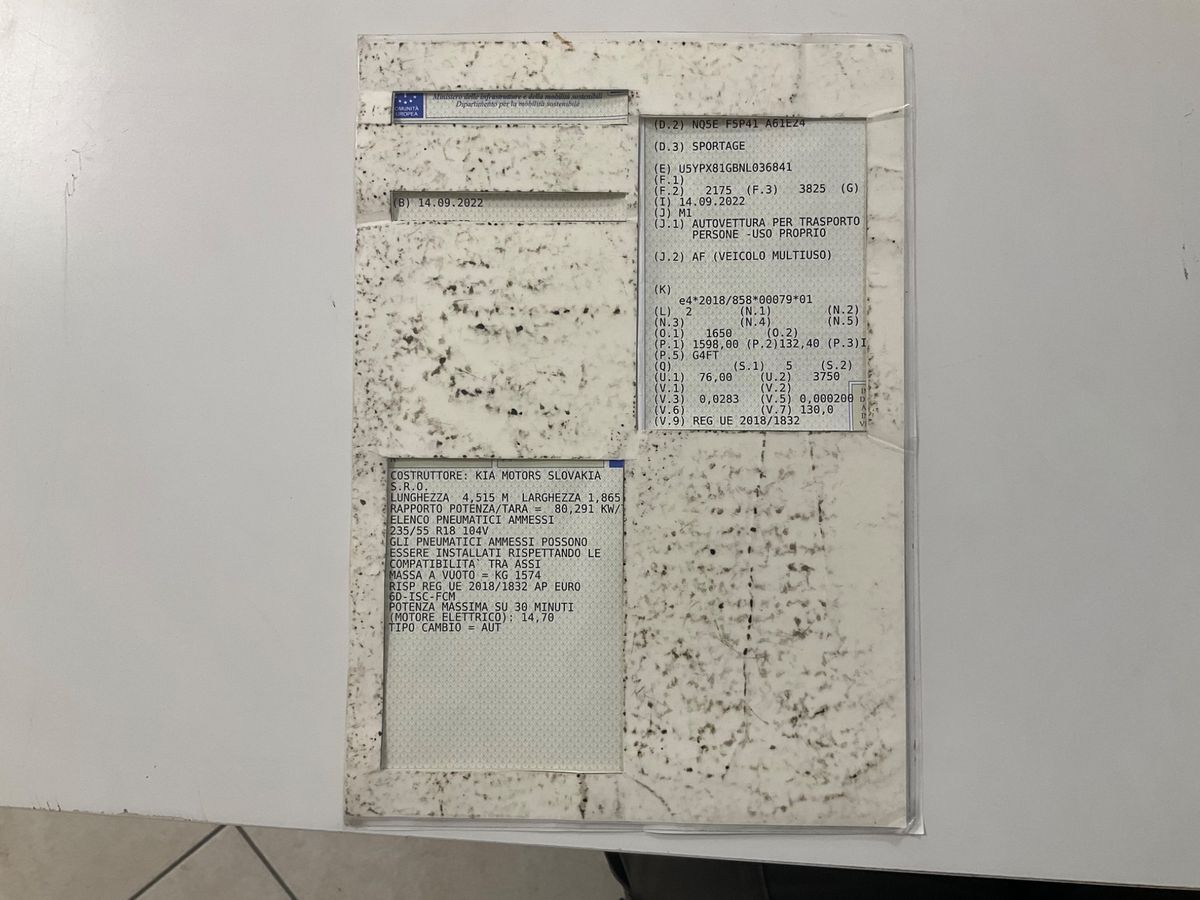 Ministero delle infrastrutture e della mobilità sostenibili
Dipartimento per la mobilità sostenibile
COMUNITÀ
EUROPEA
(B) 14.09.2022
(D.2) NQ5E F5P41 A61E24
(D.3) SPORTAGE
(E) U5YPX81GBNL036841
(F.1)
(F.2) 2175 (F.3) 3825 (G)
(I) 14.09.2022
(J) M1
(J.1) AUTOVETTURA PER TRASPORTO
PERSONE -USO PROPRIO
(J.2) AF (VEICOLO MULTIUSO)
(K)
e4*2018/858*00079*01
(L) 2 (N.1) (N.2)
(N.3) (N.4) (N.5)
(O.1) 1650 (O.2)
(P.1) 1598,00 (P.2)132,40 (P.3)I
(P.5) G4FT
(Q) (S.1) 5 (S.2)
(U.1) 76,00 (U.2) 3750
(V.1) (V.2)
(V.3) 0,0283 (V.5) 0,000200
(V.6) (V.7) 130,0
(V.9) REG UE 2018/1832
COSTRUTTORE: KIA MOTORS SLOVAKIA
S.R.O.
LUNGHEZZA 4,515 M LARGHEZZA 1,865
RAPPORTO POTENZA/TARA = 80,291 KW/
ELENCO PNEUMATICI AMMESSI
235/55 R18 104V
GLI PNEUMATICI AMMESSI POSSONO
ESSERE INSTALLATI RISPETTANDO LE
COMPATIBILITA` TRA ASSI
MASSA A VUOTO = KG 1574
RISP REG UE 2018/1832 AP EURO
6D-ISC-FCM
POTENZA MASSIMA SU 30 MINUTI
(MOTORE ELETTRICO): 14,70
TIPO CAMBIO = AUT